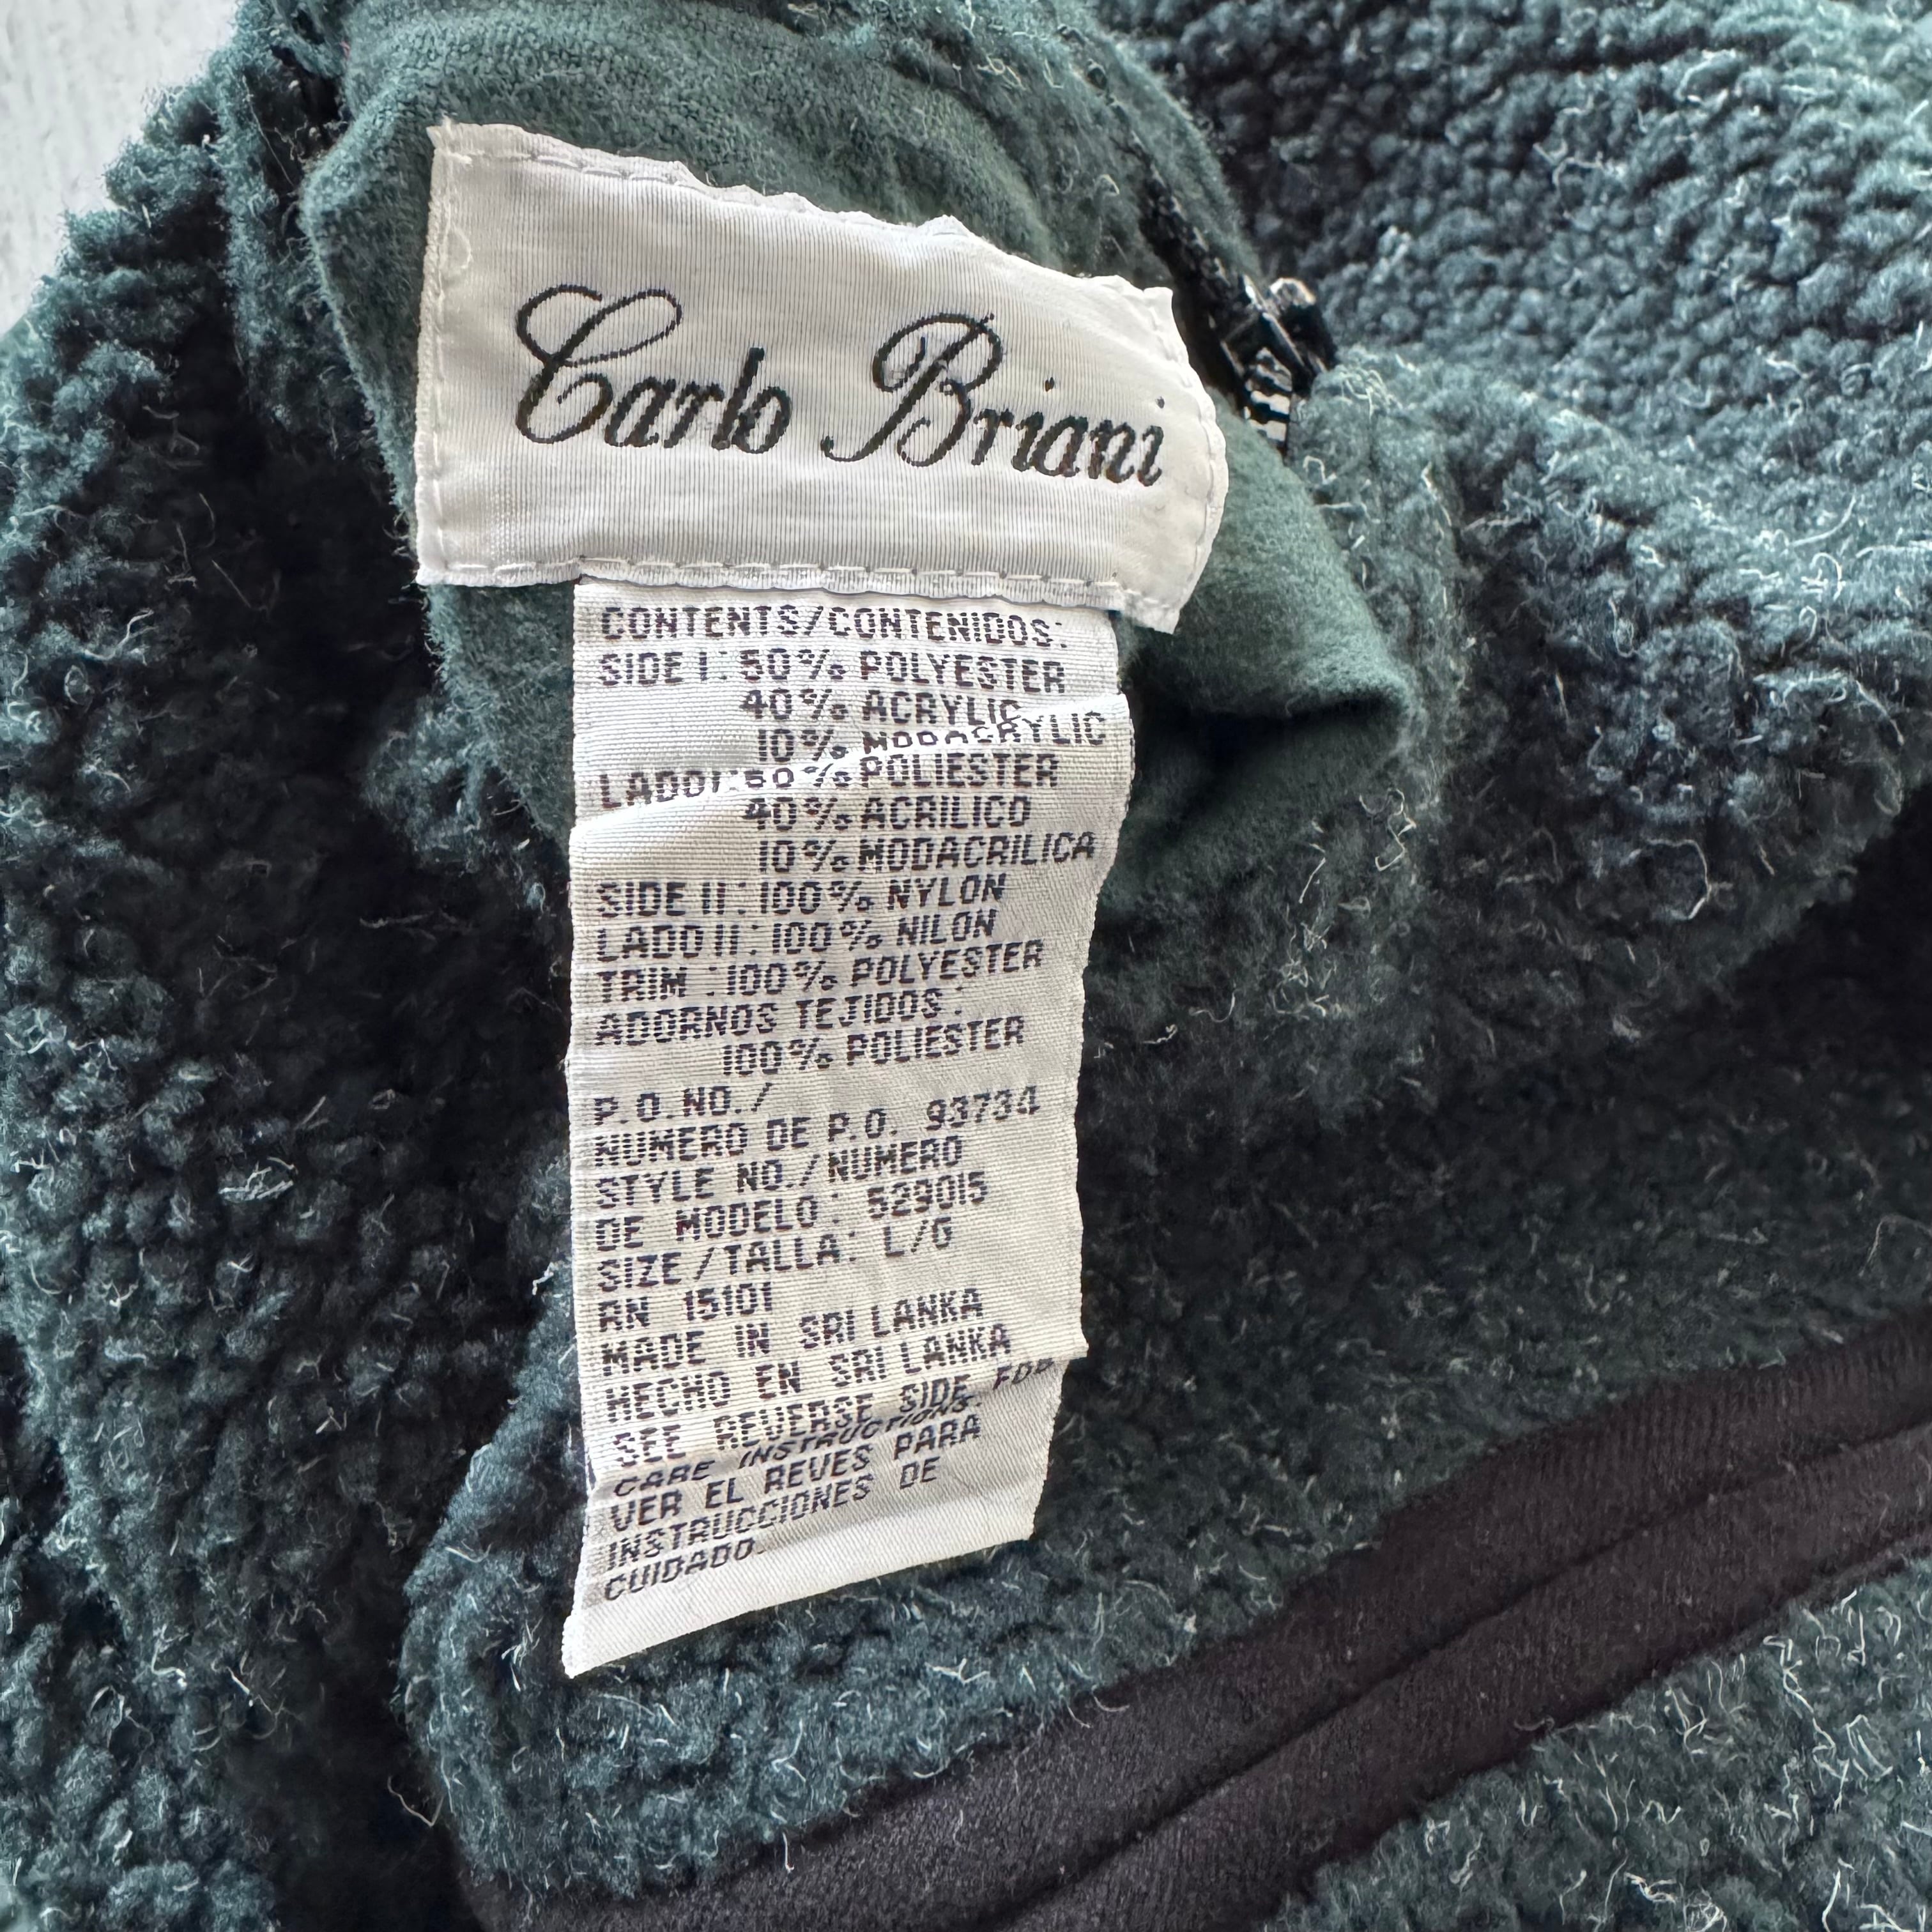 Carlo Briani
CONTENTS/CONTENIDOS:
SIDE I: 50% POLYESTER
40% ACRYLIC
10% MODACRYLIC
LADO I: 50% POLIESTER
40% ACRILICO
10% MODACRILICA
SIDE II: 100% NYLON
LADO II: 100% NILON
TRIM : 100% POLYESTER
ADORNOS TEJIDOS :
100% POLIESTER
P.O.NO./
NUMERO DE P.O. 93734
STYLE NO./NUMERO
DE MODELO: 529015
SIZE/TALLA: L/G
RN 15101
MADE IN SRI LANKA
HECHO EN SRI LANKA
SEE REVERSE SIDE FOR
CARE INSTRUCTIONS.
VER EL REVES PARA
INSTRUCCIONES DE
CUIDADO.